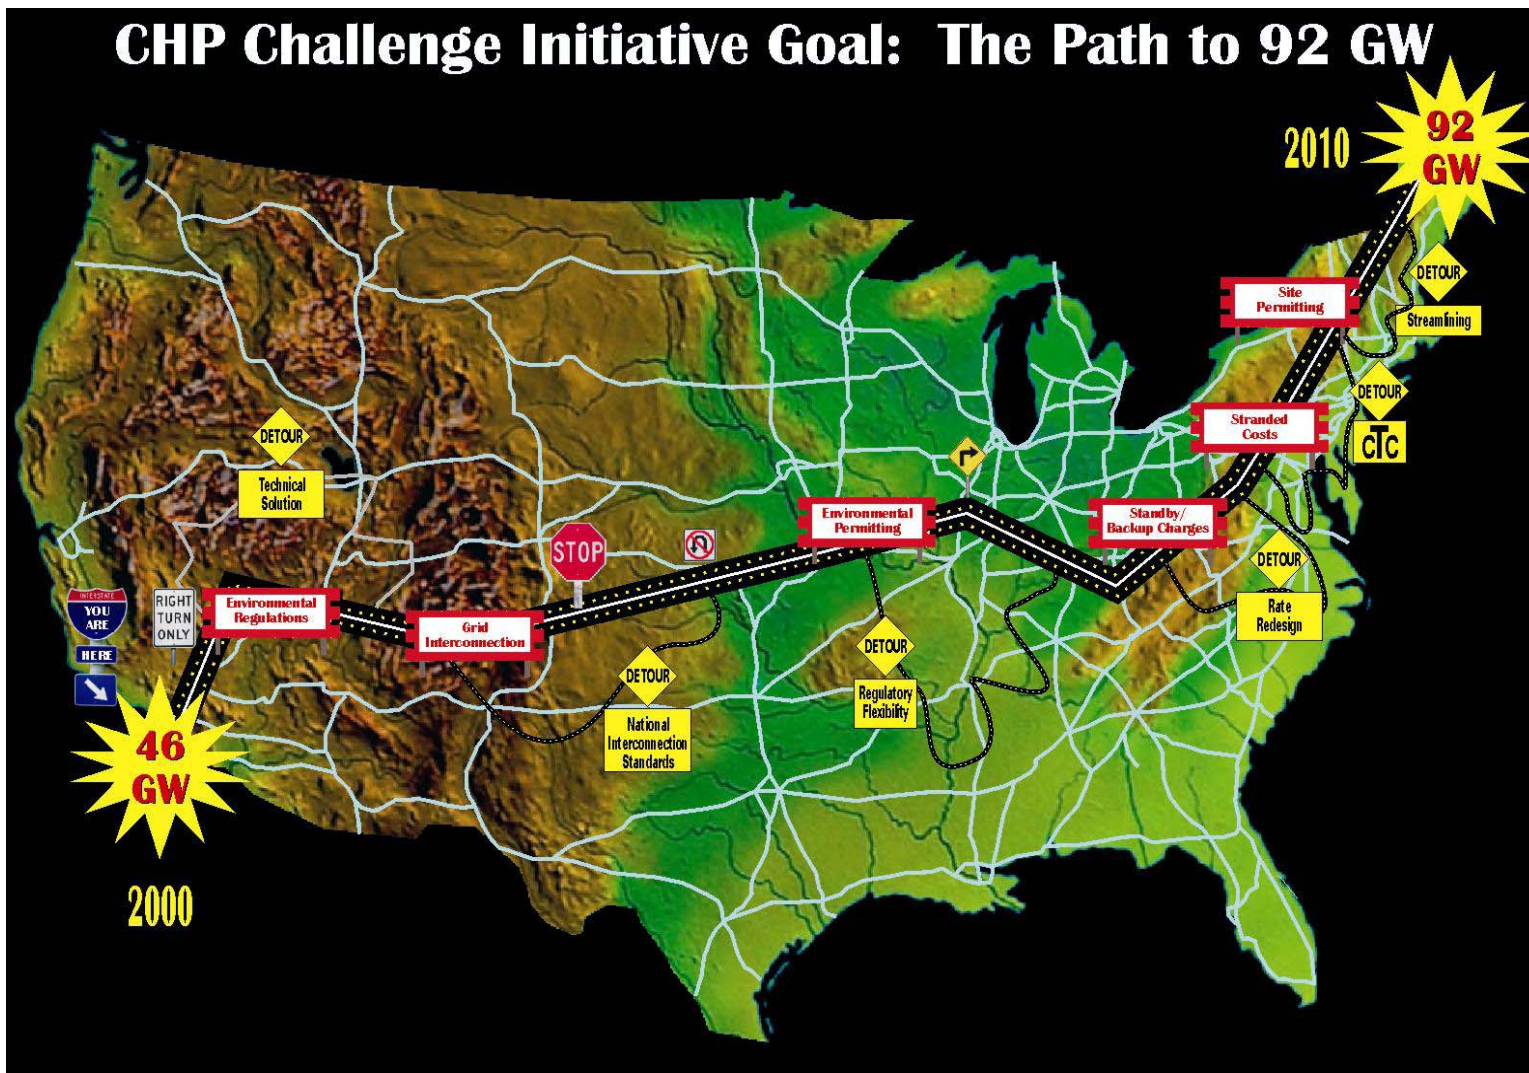 CHP Challenge Initiative Goal: The Path to 92 GW
2010
92
GW
DETOUR
Streamlining
Site
Permitting
DETOUR
CTC
Stranded
Costs
DETOUR
Technical
Solution
Environmental
Permitting
Standby/
Backup Charges
STOP
DETOUR
Rate
Redesign
INTERSTATE
YOU
ARE
HERE
RIGHT
TURN
ONLY
Environmental
Regulations
Grid
Interconnection
DETOUR
National
Interconnection
Standards
DETOUR
Regulatory
Flexibility
46
GW
2000